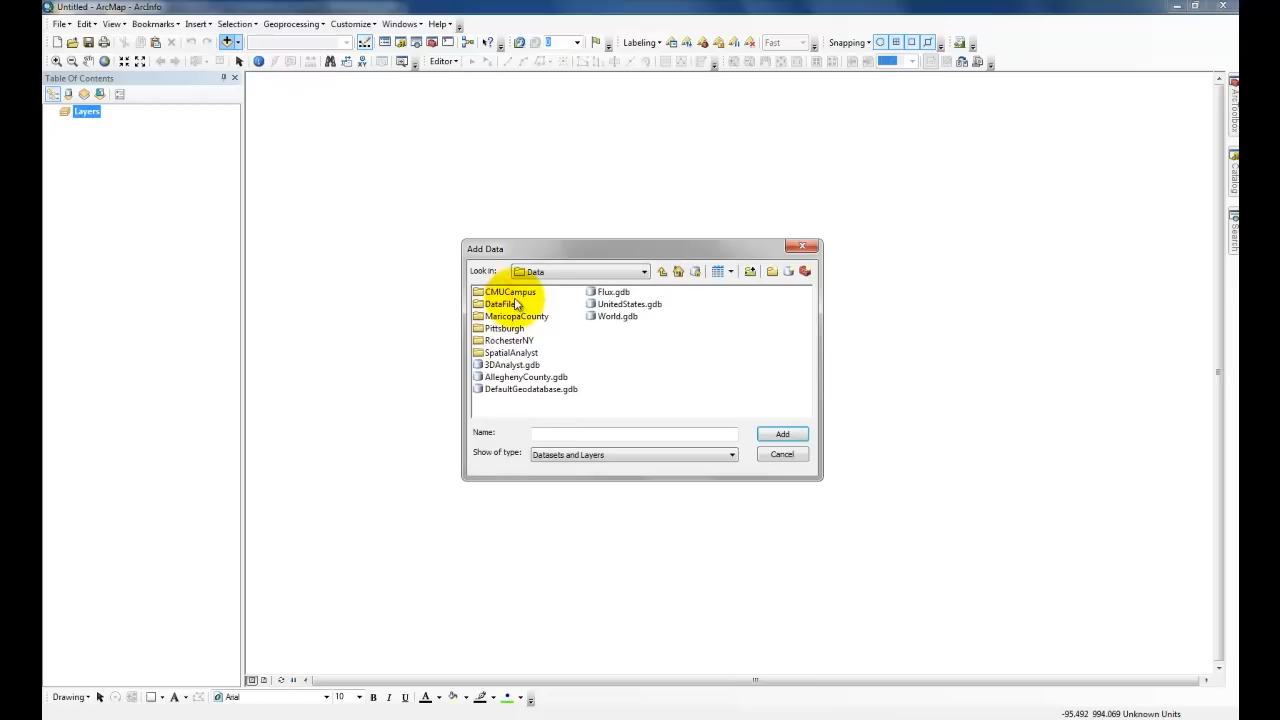 Untitled - ArcMap - ArcInfo
File Edit View Bookmarks Insert Selection Geoprocessing Customize Windows Help
Labeling Fast Snapping
Editor
Table Of Contents
Layers
ArcToolbox
Catalog
Search
Add Data
Look in: Data
CMUCampus Flux.gdb
UnitedStates.gdb
MaricopaCounty World.gdb
Pittsburgh
RochesterNY
SpatialAnalyst
3DAnalyst.gdb
AlleghenyCounty.gdb
DefaultGeodatabase.gdb
Name: Add
Show of type: Datasets and Layers Cancel
Drawing A Arial 10 B I U A
-95.492 994.069 Unknown Units